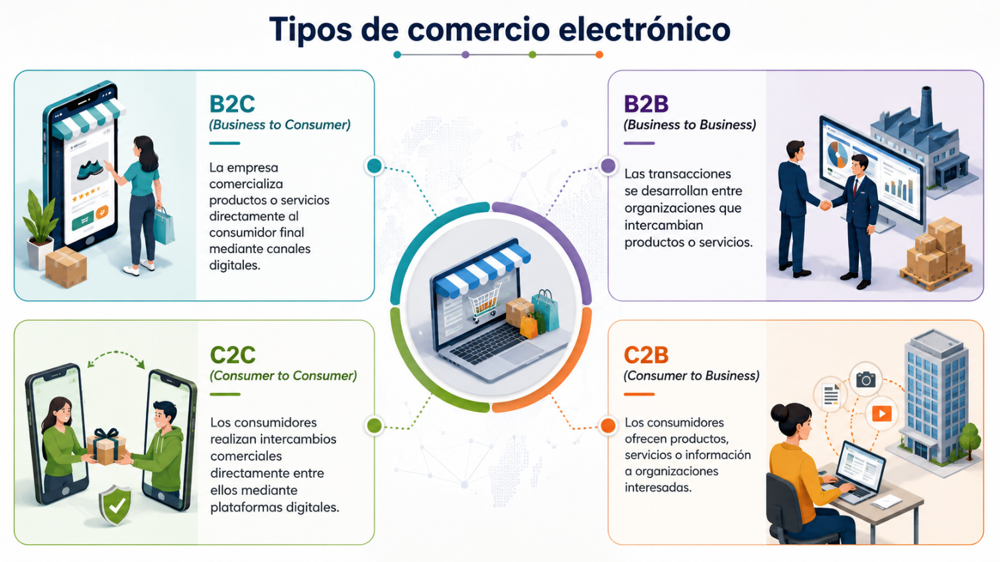 Tipos de comercio electrónico
B2C
(Business to Consumer)
La empresa
comercializa
productos o servicios
directamente al
consumidor final
mediante canales
digitales.
B2B
(Business to Business)
Las transacciones
se desarrollan entre
organizaciones que
intercambian
productos o servicios.
C2C
(Consumer to Consumer)
Los consumidores
realizan intercambios
comerciales
directamente entre
ellos mediante
plataformas digitales.
C2B
(Consumer to Business)
Los consumidores
ofrecen productos,
servicios o información
a organizaciones
interesadas.